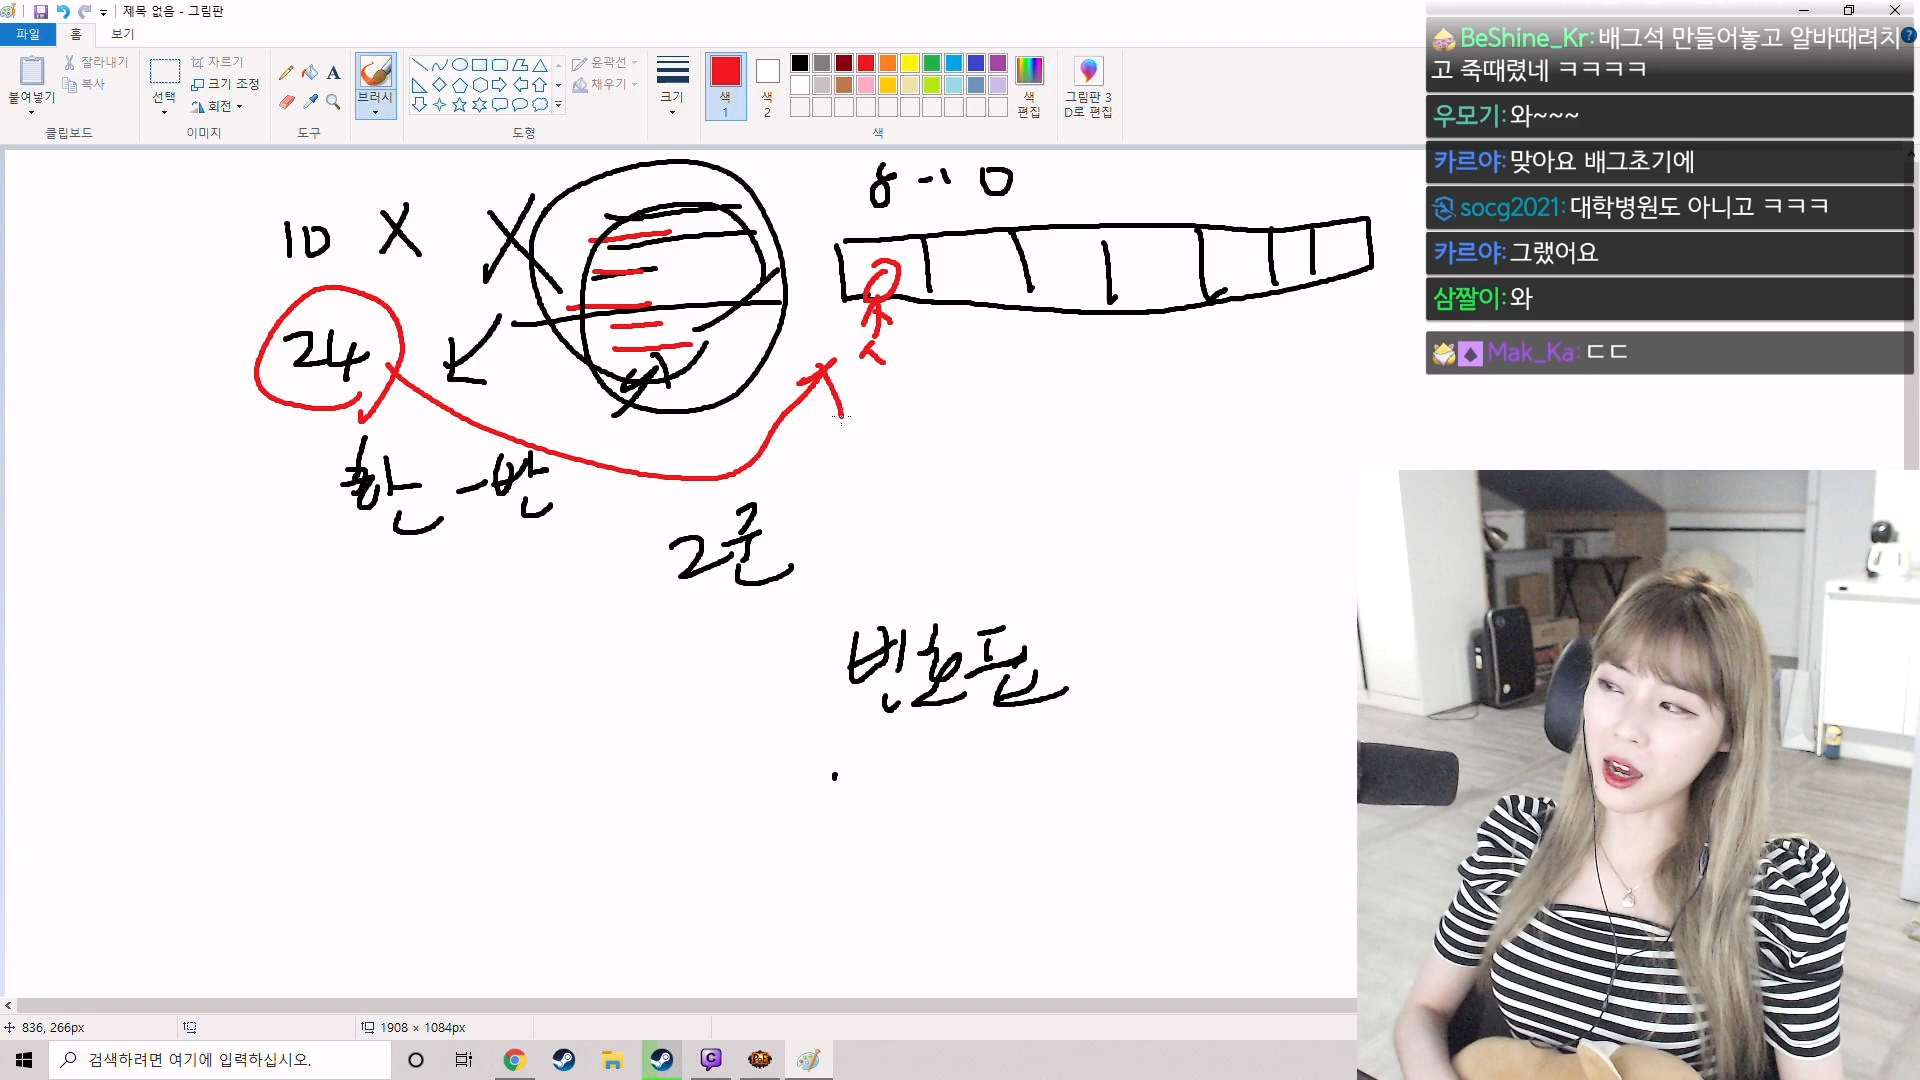 제목 없음 - 그림판
파일 홈 보기
붙여넣기
잘라내기
복사
클립보드
선택
자르기
크기 조정
회전
이미지
A
도구
브러시
윤곽선
채우기
도형
크기
색
1
색
2
색
편집
색
그림판 3
D로 편집
BeShine_Kr: 배그석 만들어놓고 알바때려치
고 죽때렸네 ㅋㅋㅋㅋ
우모기: 와~~~
카르야: 맞아요 배그초기에
socg2021: 대학병원도 아니고 ㅋㅋㅋ
카르야: 그랬어요
삼짤이: 와
Mak_Ka: ㄷㄷ
10 X X
24
2군
번호판
836, 266px
1908 × 1084px
검색하려면 여기에 입력하십시오.